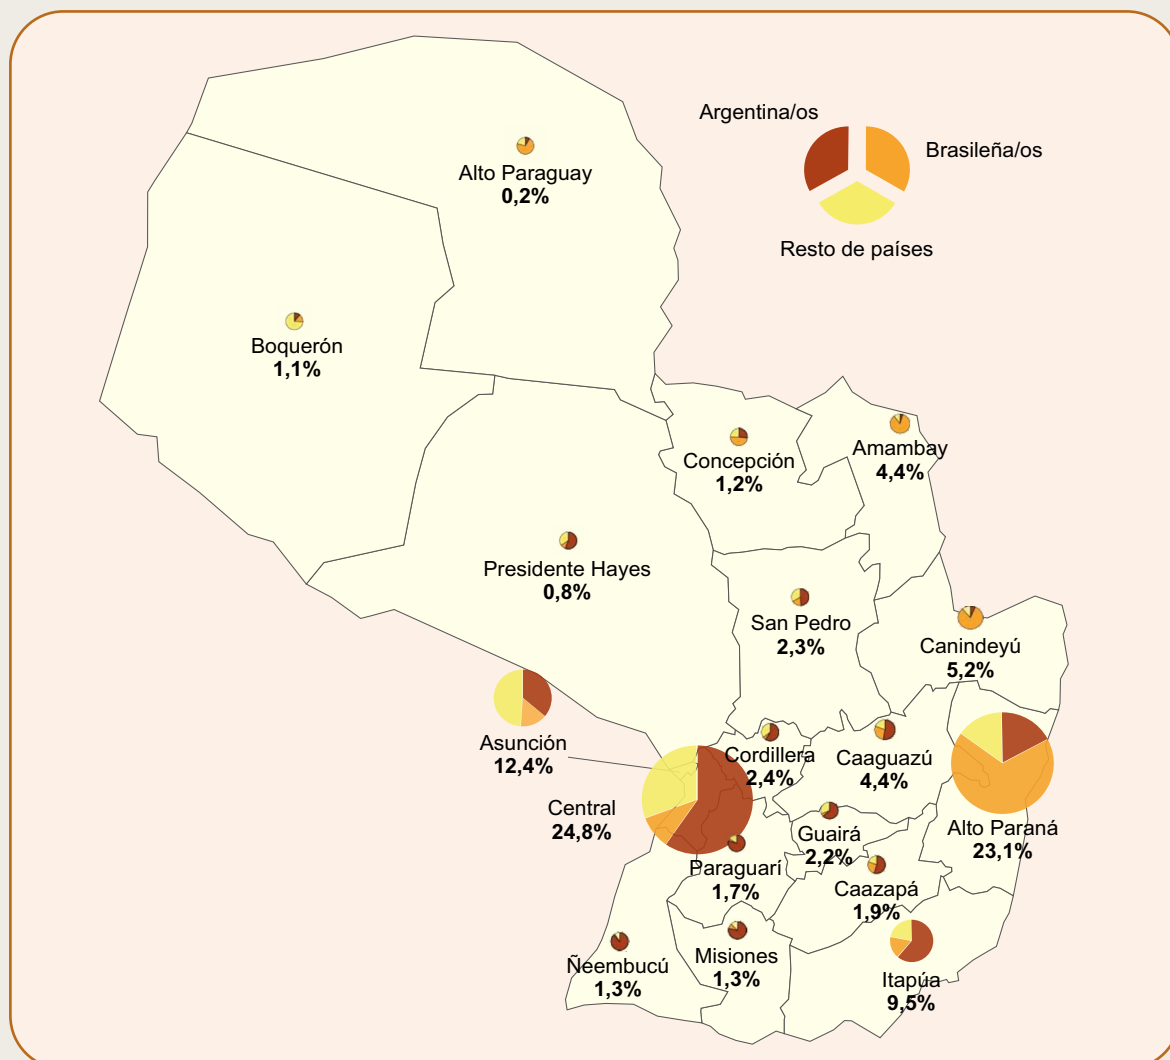 Argentina/os
Brasileña/os
Resto de países
Alto Paraguay
0,2%
Boquerón
1,1%
Concepción
1,2%
Amambay
4,4%
Presidente Hayes
0,8%
San Pedro
2,3%
Canindeyú
5,2%
Asunción
12,4%
Cordillera
2,4%
Caaguazú
4,4%
Central
24,8%
Alto Paraná
23,1%
Guairá
2,2%
Paraguarí
1,7%
Caazapá
1,9%
Ñeembucú
1,3%
Misiones
1,3%
Itapúa
9,5%